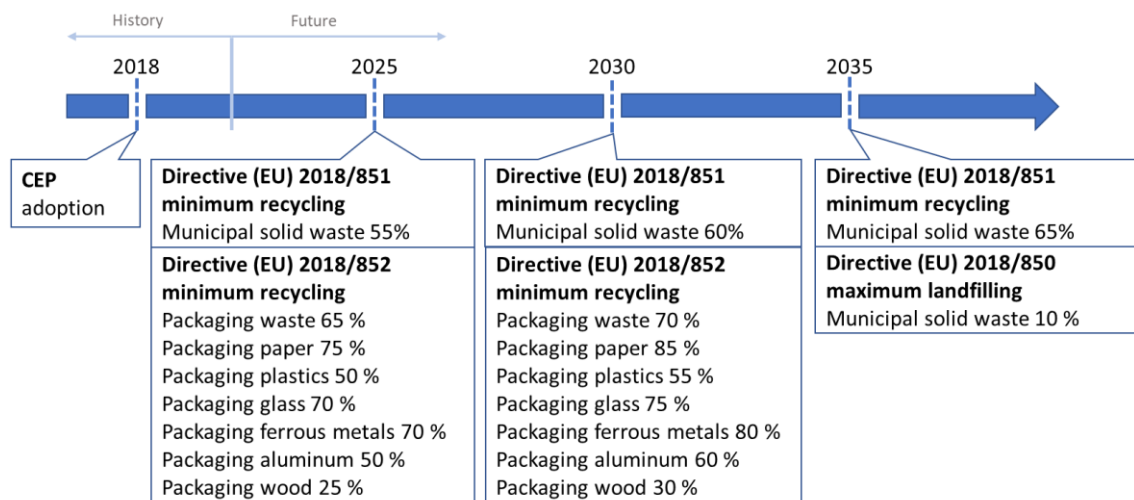 History
Future
2018
2025
2030
2035
CEP
adoption
Directive (EU) 2018/851
minimum recycling
Municipal solid waste 55%
Directive (EU) 2018/852
minimum recycling
Packaging waste 65 %
Packaging paper 75 %
Packaging plastics 50 %
Packaging glass 70 %
Packaging ferrous metals 70 %
Packaging aluminum 50 %
Packaging wood 25 %
Directive (EU) 2018/851
minimum recycling
Municipal solid waste 60%
Directive (EU) 2018/852
minimum recycling
Packaging waste 70 %
Packaging paper 85 %
Packaging plastics 55 %
Packaging glass 75 %
Packaging ferrous metals 80 %
Packaging aluminum 60 %
Packaging wood 30 %
Directive (EU) 2018/851
minimum recycling
Municipal solid waste 65%
Directive (EU) 2018/850
maximum landfilling
Municipal solid waste 10 %